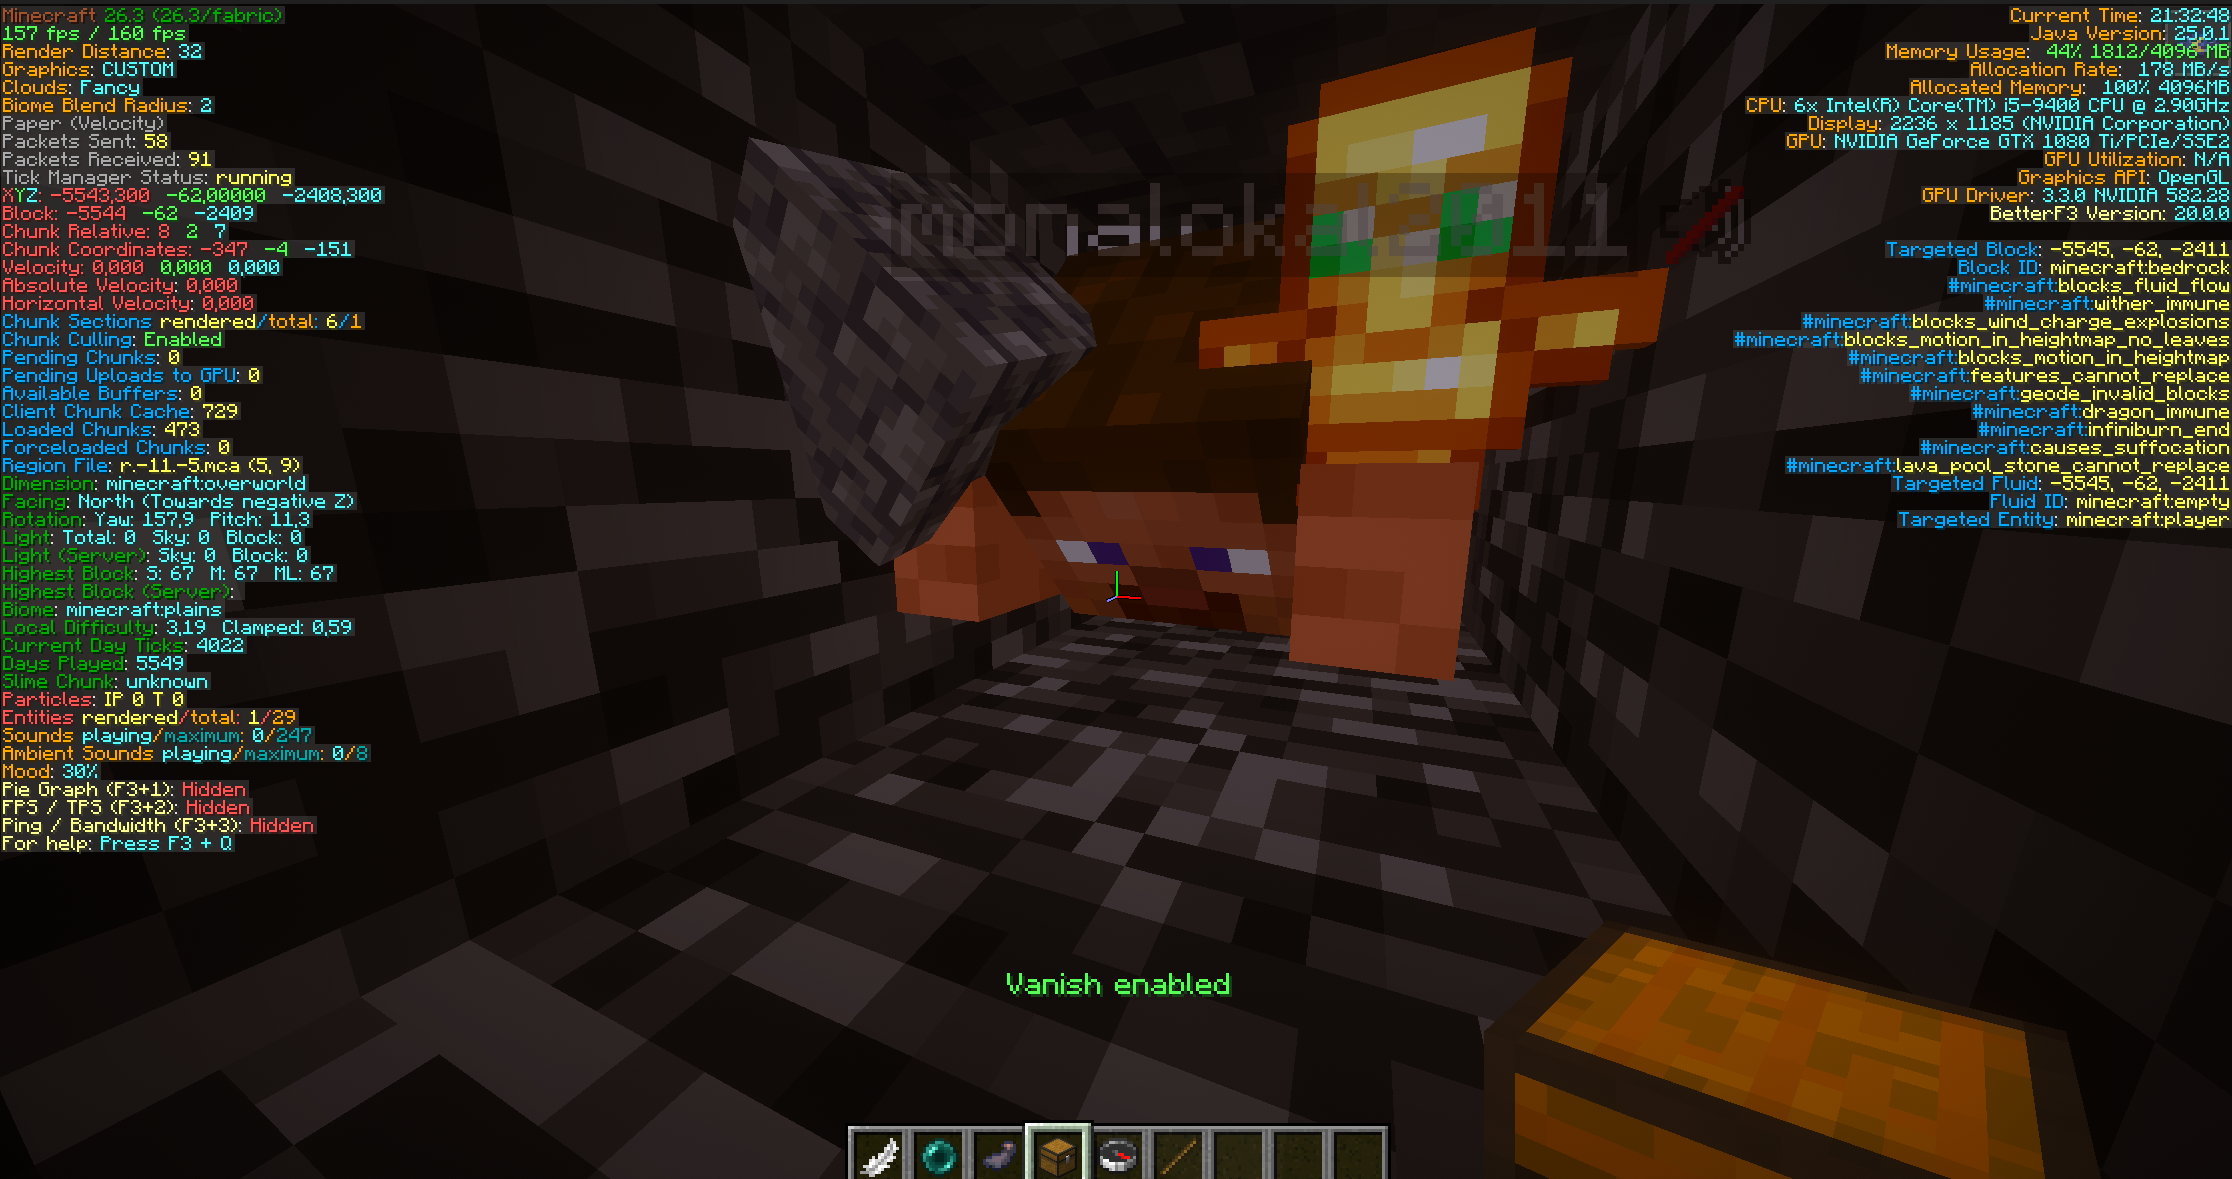 Minecraft 26.3 (26.3/fabric)
157 fps / 160 fps
Render Distance: 32
Graphics: CUSTOM
Clouds: Fancy
Biome Blend Radius: 2
Paper (Velocity)
Packets Sent: 58
Packets Received: 91
Tick Manager Status: running
XYZ: -5543,300 -62,00000 -2408,300
Block: -5544 -62 -2409
Chunk Relative: 8 2 7
Chunk Coordinates: -347 -4 -151
Velocity: 0,000 0,000 0,000
Absolute Velocity: 0,000
Horizontal Velocity: 0,000
Chunk Sections rendered/total: 6/1
Chunk Culling: Enabled
Pending Chunks: 0
Pending Uploads to GPU: 0
Available Buffers: 0
Client Chunk Cache: 729
Loaded Chunks: 473
Forceloaded Chunks: 0
Region File: r.-11.-5.mca (5, 9)
Dimension: minecraft:overworld
Facing: North (Towards negative Z)
Rotation: Yaw: 157,9 Pitch: 11,3
Light: Total: 0 Sky: 0 Block: 0
Light (Server): Sky: 0 Block: 0
Highest Block: S: 67 M: 67 ML: 67
Highest Block (Server):
Biome: minecraft:plains
Local Difficulty: 3,19 Clamped: 0,59
Current Day Ticks: 4022
Days Played: 5549
Slime Chunk: unknown
Particles: IP 0 T 0
Entities rendered/total: 1/29
Sounds playing/maximum: 0/247
Ambient Sounds playing/maximum: 0/8
Mood: 30%
Pie Graph (F3+1): Hidden
FPS / TPS (F3+2): Hidden
Ping / Bandwidth (F3+3): Hidden
For help: Press F3 + Q
Current Time: 21:32:48
Java Version: 25.0.1
Memory Usage: 44% 1812/4096 MB
Allocation Rate: 178 MB/s
Allocated Memory: 100% 4096MB
CPU: 6x Intel(R) Core(TM) i5-9400 CPU @ 2.90GHz
Display: 2236 x 1185 (NVIDIA Corporation)
GPU: NVIDIA GeForce GTX 1080 Ti/PCIe/SSE2
GPU Utilization: N/A
Graphics API: OpenGL
GPU Driver: 3.3.0 NVIDIA 582.28
BetterF3 Version: 20.0.0
Targeted Block: -5545, -62, -2411
Block ID: minecraft:bedrock
#minecraft:blocks_fluid_flow
#minecraft:wither_immune
#minecraft:blocks_wind_charge_explosions
#minecraft:blocks_motion_in_heightmap_no_leaves
#minecraft:blocks_motion_in_heightmap
#minecraft:features_cannot_replace
#minecraft:geode_invalid_blocks
#minecraft:dragon_immune
#minecraft:infiniburn_end
#minecraft:causes_suffocation
#minecraft:lava_pool_stone_cannot_replace
Targeted Fluid: -5545, -62, -2411
Fluid ID: minecraft:empty
Targeted Entity: minecraft:player
Vanish enabled